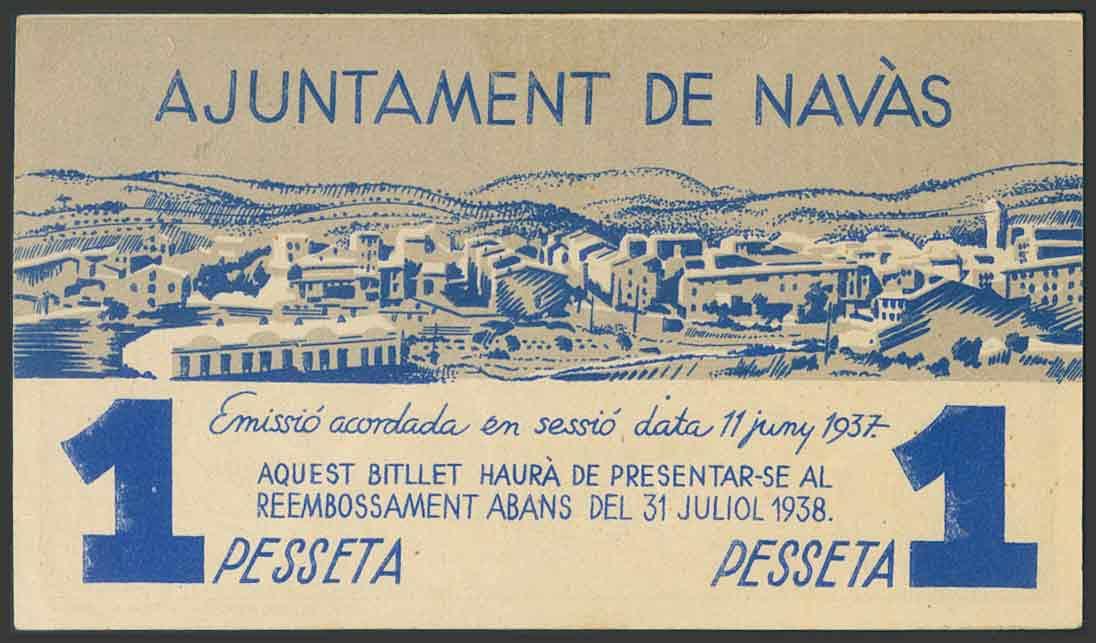 AJUNTAMENT DE NAVÀS
Emissió acordada en sessió data 11 juny 1937.
AQUEST BITLLET HAURÀ DE PRESENTAR-SE AL
REEMBOSSAMENT ABANS DEL 31 JULIOL 1938.
1 PESSETA PESSETA 1